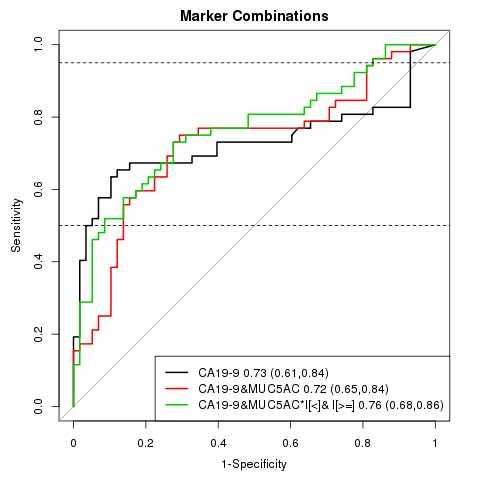 Marker Combinations
Sensitivity
1.0
0.8
0.6
0.4
0.2
0.0
CA19-9 0.73 (0.61,0.84)
CA19-9&MUC5AC 0.72 (0.65,0.84)
CA19-9&MUC5AC*I[<]& I[>=] 0.76 (0.68,0.86)
0 0.2 0.4 0.6 0.8 1
1-Specificity